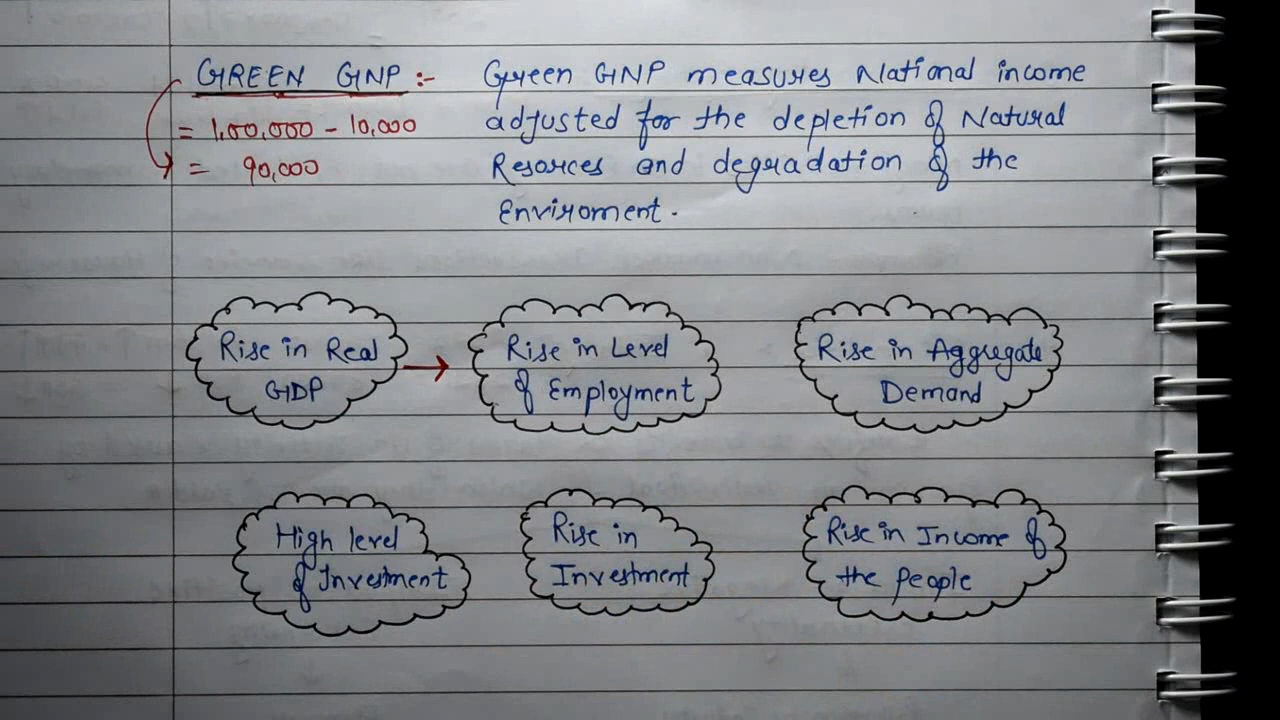 GREEN GNP :- Green GNP measures National income
= 1,00,000 - 10,000 adjusted for the depletion of Natural
= 90,000 Resorces and degradation of the
Enviroment.
Rise in Real
GDP
Rise in Level
of Employment
Rise in Aggregate
Demand
High level
of Investment
Rise in
Investment
Rise in Income of
the people